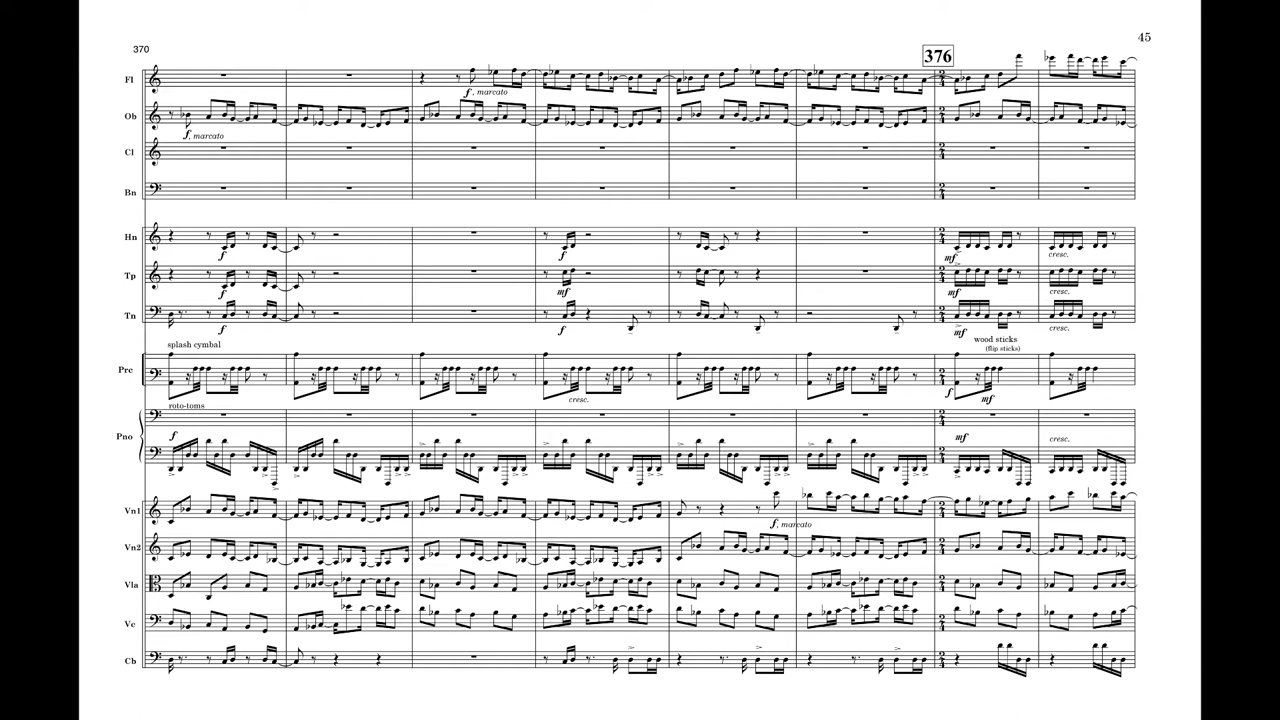 45
370
376
Fl
f, marcato
Ob
f, marcato
Cl
Bn
Hn
f
f
mf
cresc.
Tp
f
mf
mf
cresc.
Tn
f
f
mf
cresc.
splash cymbal
wood sticks
(flip sticks)
Prc
cresc.
f
mf
roto-toms
Pno
f
mf
cresc.
Vn1
f, marcato
Vn2
Vla
Vc
Cb